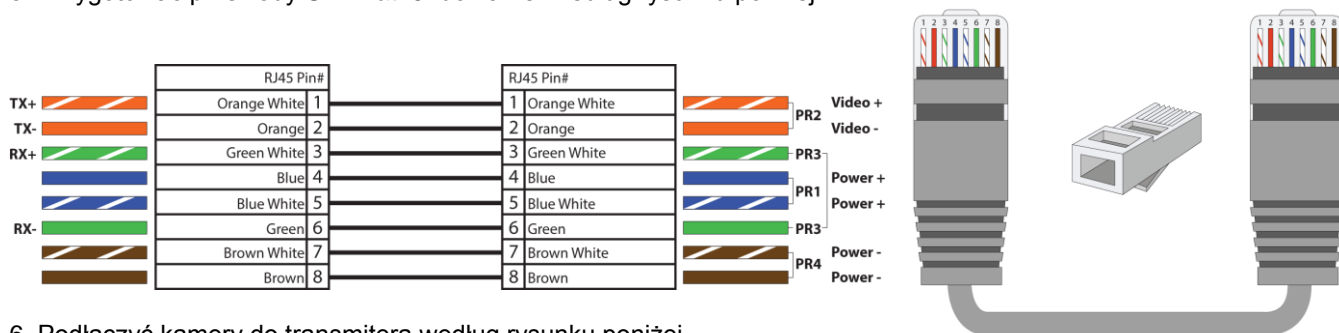 1 2 3 4 5 6 7 8
1 2 3 4 5 6 7 8
RJ45 Pin# RJ45 Pin#
TX+ Orange White 1 1 Orange White Video +
PR2
TX- Orange 2 2 Orange Video -
RX+ Green White 3 3 Green White PR3
Blue 4 4 Blue Power +
PR1
Blue White 5 5 Blue White Power +
RX- Green 6 6 Green PR3
Brown White 7 7 Brown White Power -
PR4
Brown 8 8 Brown Power -
6. Podłączyć kamery do transmitera według rysunku poniżej